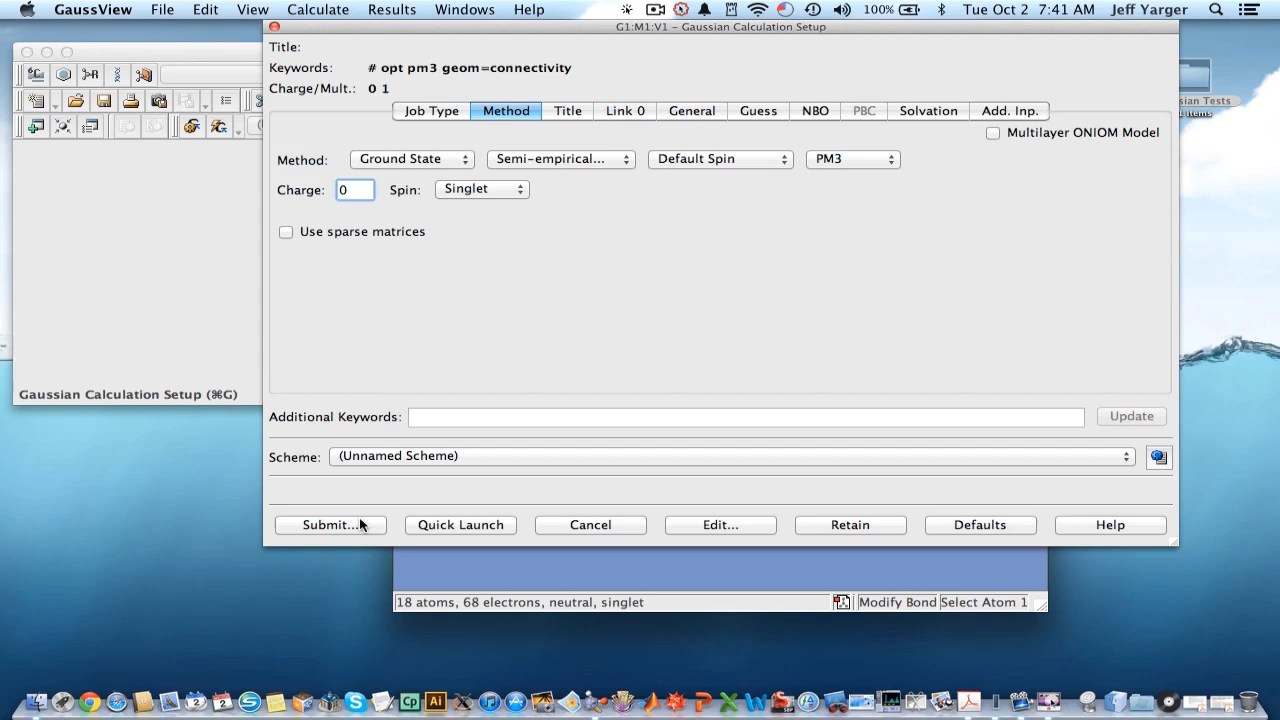 GaussView File Edit View Calculate Results Windows Help 100% Tue Oct 2 7:41 AM Jeff Yarger
G1:M1:V1 - Gaussian Calculation Setup
Title:
Keywords: # opt pm3 geom=connectivity
Charge/Mult.: 0 1
Job Type Method Title Link 0 General Guess NBO PBC Solvation Add. Inp.
Multilayer ONIOM Model
Method: Ground State Semi-empirical... Default Spin PM3
Charge: 0 Spin: Singlet
Use sparse matrices
Gaussian Calculation Setup (⌘G)
Additional Keywords: Update
Scheme: (Unnamed Scheme)
Submit... Quick Launch Cancel Edit... Retain Defaults Help
18 atoms, 68 electrons, neutral, singlet Modify Bond Select Atom 1
sian Tests
items